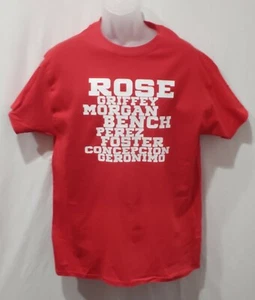 ROSE
GRIFFEY
MORGAN
BENCH
PEREZ
FOSTER
CONCEPCION
GERONIMO